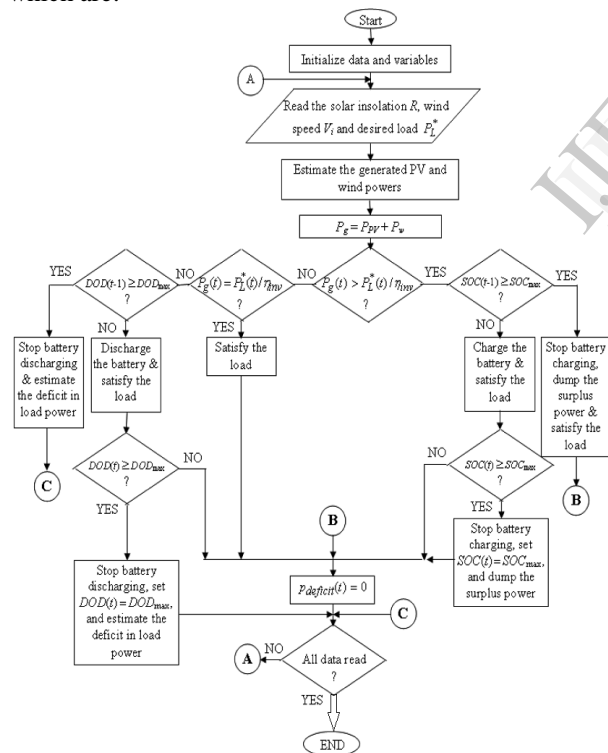 which are:
Start
Initialize data and variables
A
Read the solar insolation R, wind
speed V_i and desired load P_L^*
Estimate the generated PV and
wind powers
P_g = P_PV + P_w
YES
DOD(t-1) ≥ DOD_max
?
NO
P_g(t) = P_L^*(t)/η_inv
?
NO
P_g(t) > P_L^*(t)/η_inv
?
YES
SOC(t-1) ≥ SOC_max
?
YES
NO
YES
NO
Stop battery
discharging
& estimate
the deficit in
load power
Discharge
the battery &
satisfy the
load
Satisfy the
load
Charge the
battery &
satisfy the
load
Stop battery
charging,
dump the
surplus
power &
satisfy the
load
C
DOD(t) ≥ DOD_max
?
NO
YES
NO
SOC(t) ≥ SOC_max
?
YES
B
B
Stop battery
discharging, set
DOD(t) = DOD_max,
and estimate the
deficit in load
power
Stop battery
charging, set
SOC(t) = SOC_max,
and dump the
surplus power
p_deficit(t) = 0
C
A
NO
All data read
?
YES
END